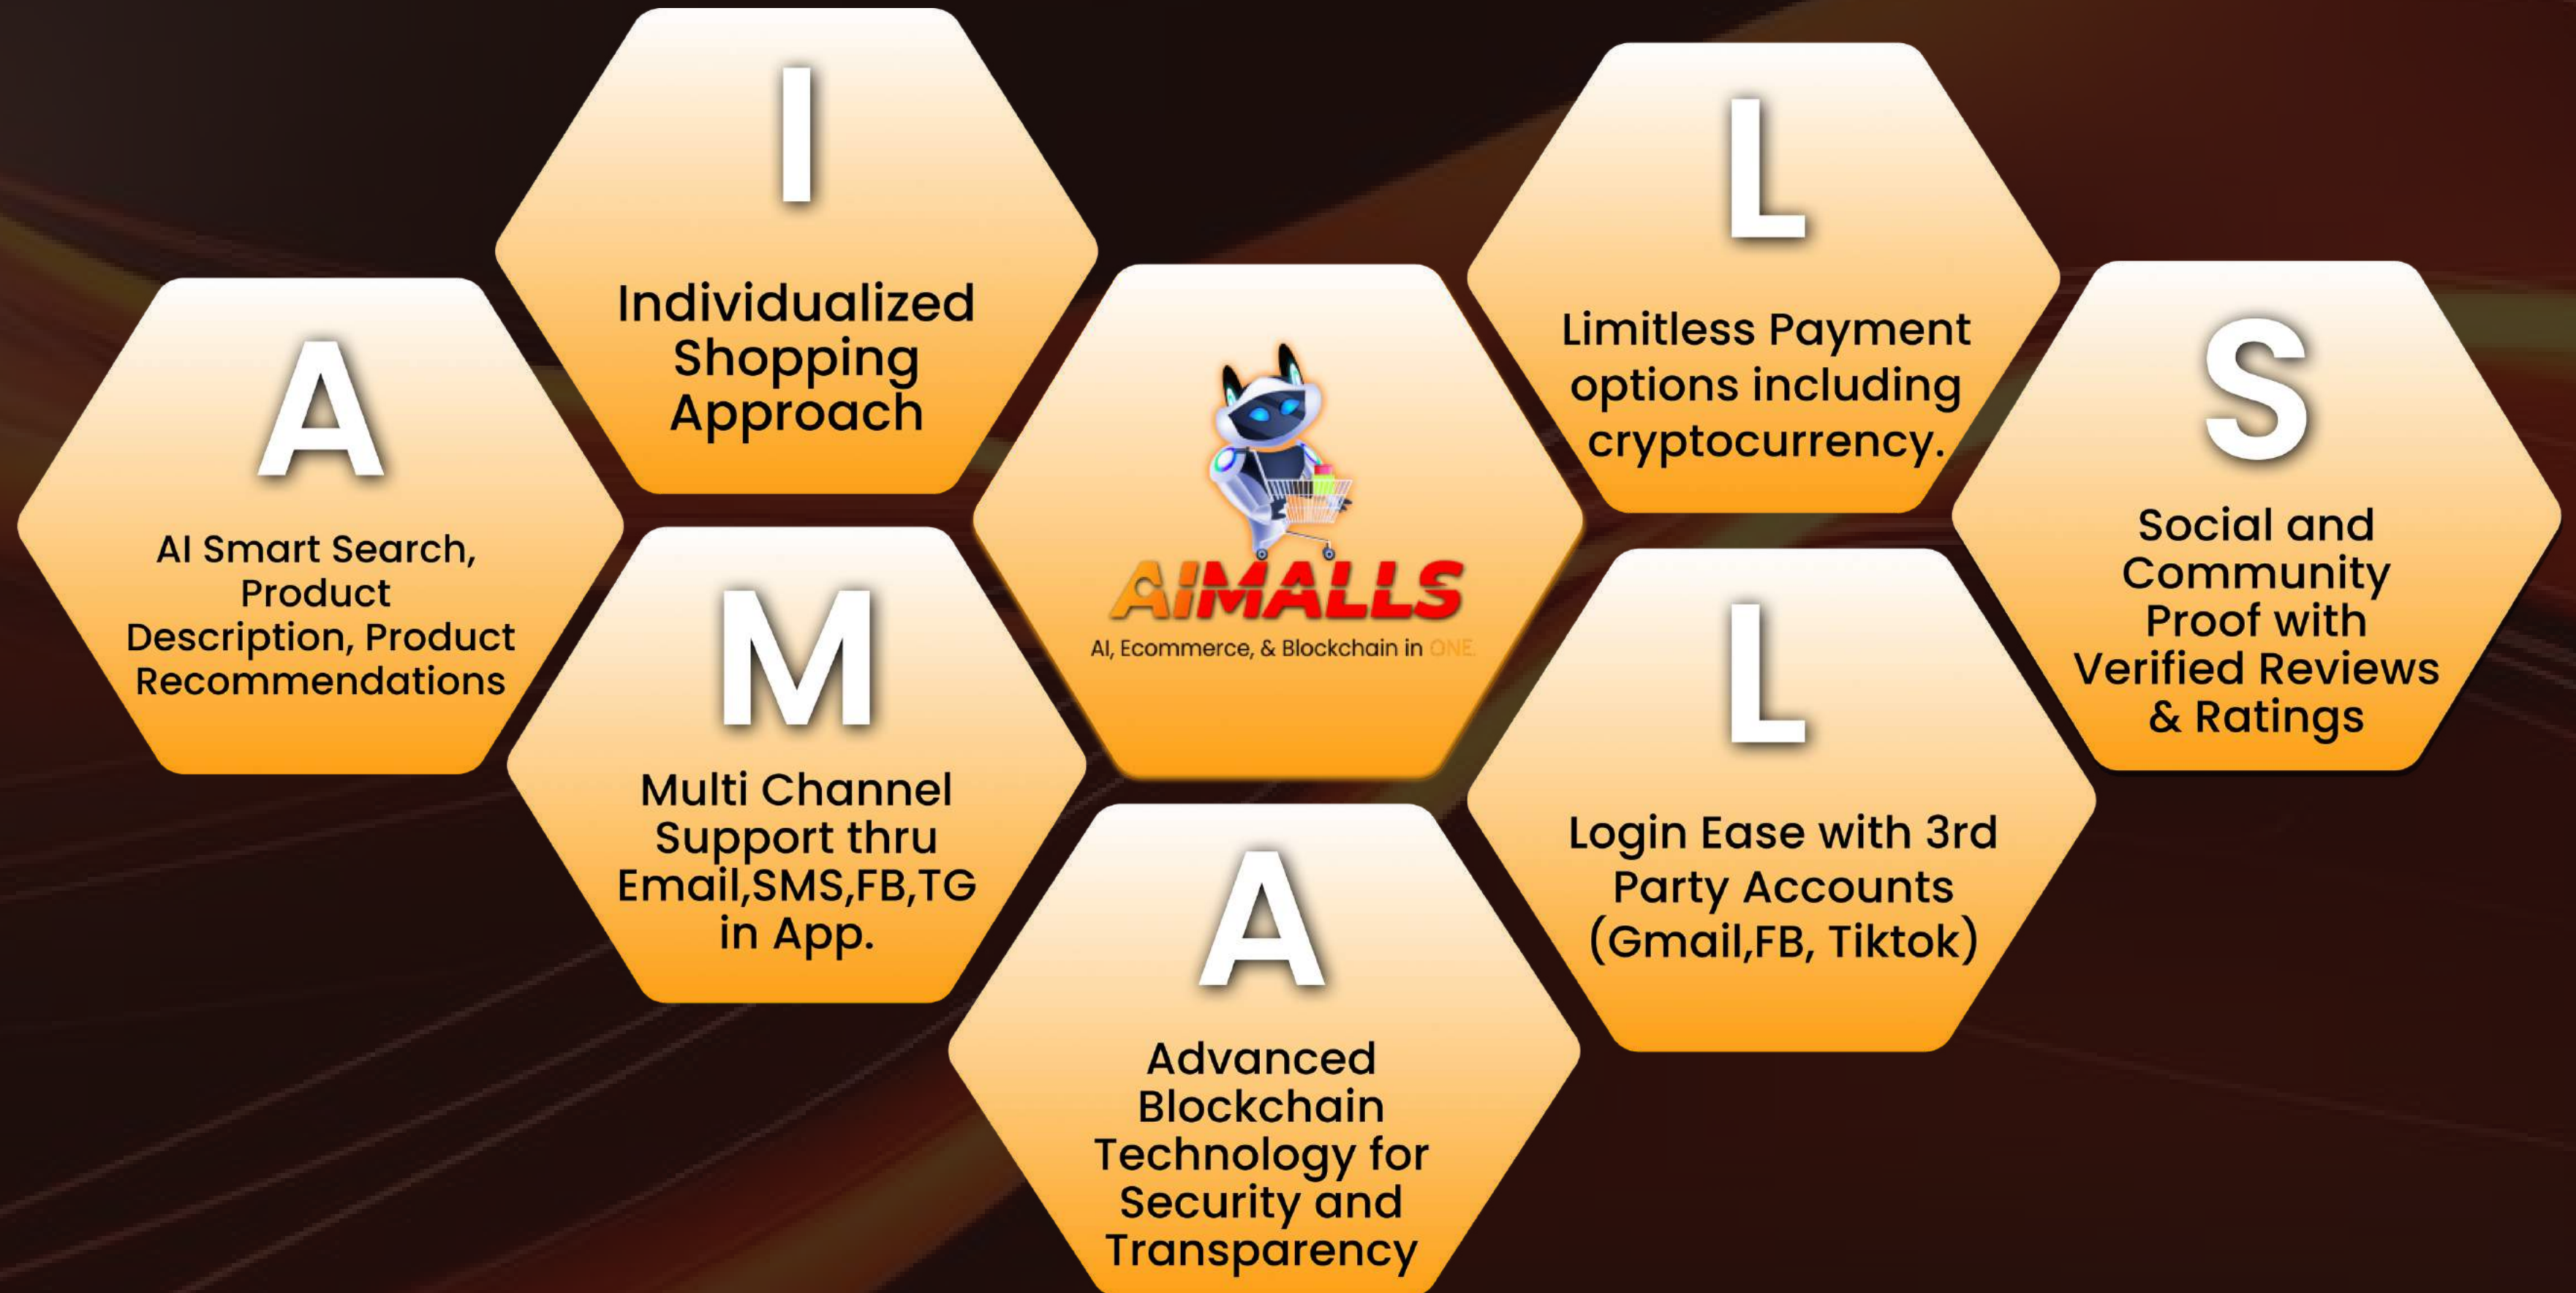 A
AI Smart Search,
Product
Description, Product
Recommendations
I
Individualized
Shopping
Approach
M
Multi Channel
Support thru
Email,SMS,FB,TG
in App.
AIMALLS
AI, Ecommerce, & Blockchain in ONE.
A
Advanced
Blockchain
Technology for
Security and
Transparency
L
Limitless Payment
options including
cryptocurrency.
L
Login Ease with 3rd
Party Accounts
(Gmail,FB, Tiktok)
S
Social and
Community
Proof with
Verified Reviews
& Ratings